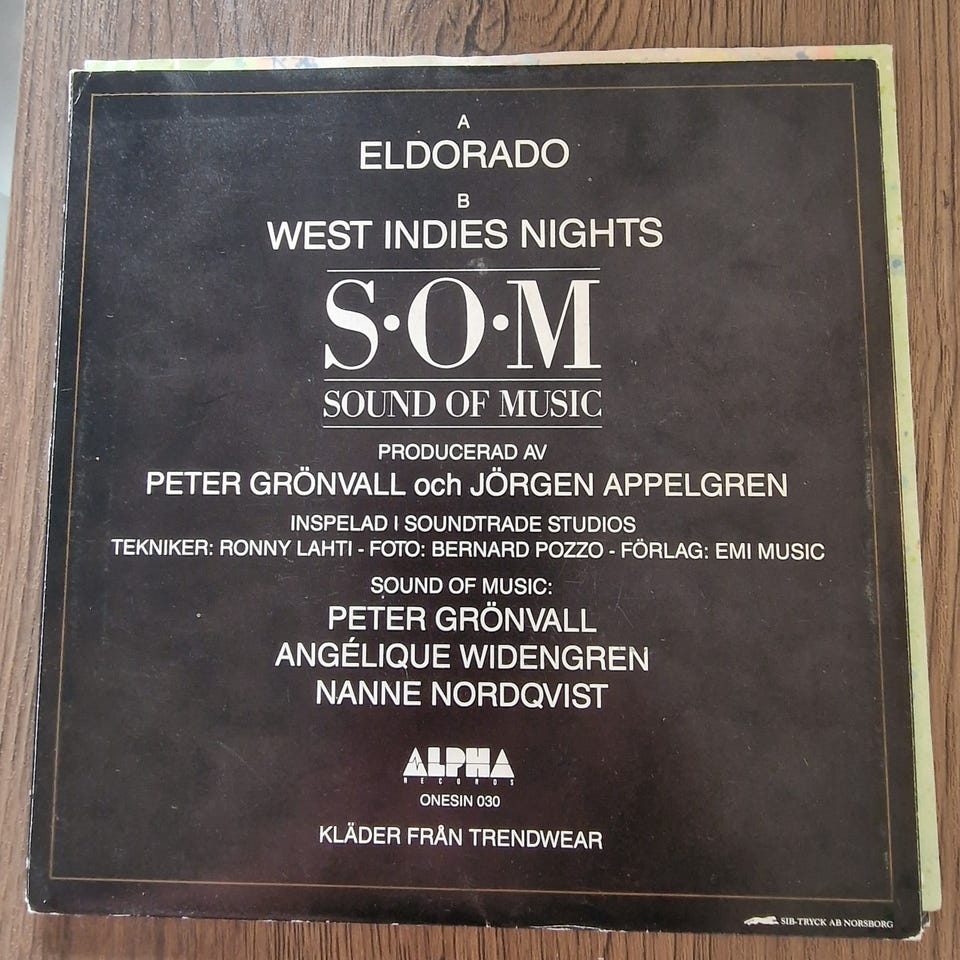 A
ELDORADO
B
WEST INDIES NIGHTS
S·O·M
SOUND OF MUSIC
PRODUCERAD AV
PETER GRÖNVALL och JÖRGEN APPELGREN
INSPELAD I SOUNDTRADE STUDIOS
TEKNIKER: RONNY LAHTI - FOTO: BERNARD POZZO - FÖRLAG: EMI MUSIC
SOUND OF MUSIC:
PETER GRÖNVALL
ANGÉLIQUE WIDENGREN
NANNE NORDQVIST
ALPHA
RECORDS
ONESIN 030
KLÄDER FRÅN TRENDWEAR
SIB-TRYCK AB NORSBORG